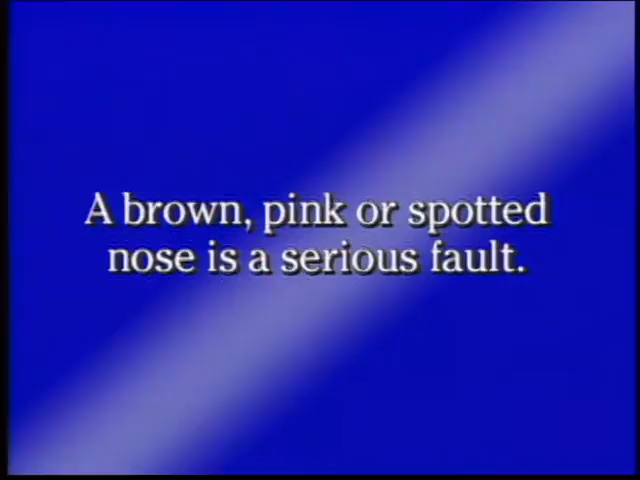 A brown, pink or spotted
nose is a serious fault.